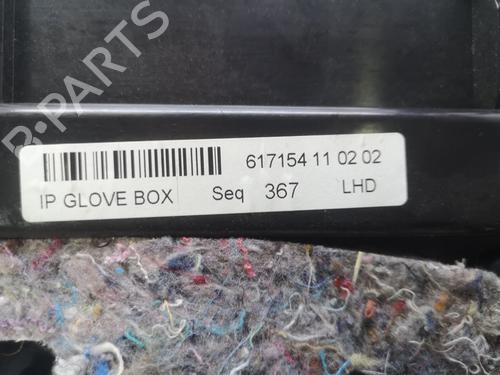 B-PARTS
617154 11 02 02
IP GLOVE BOX Seq 367 LHD